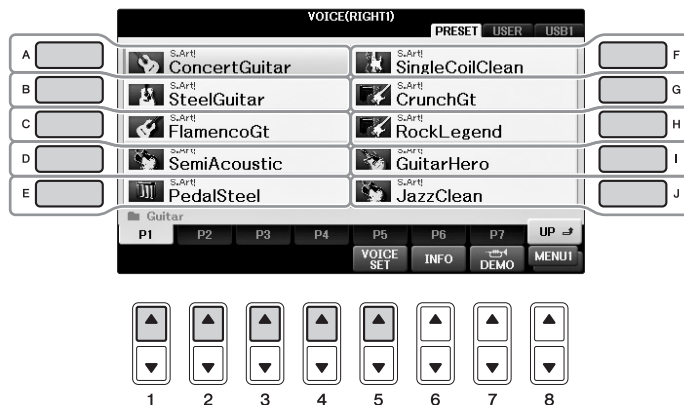 VOICE(RIGHT1)
PRESET USER USB1
A S.Art! ConcertGuitar S.Art! SingleCoilClean F
B S.Art! SteelGuitar S.Art! CrunchGt G
C S.Art! FlamencoGt S.Art! RockLegend H
D S.Art! SemiAcoustic S.Art! GuitarHero I
E S.Art! PedalSteel S.Art! JazzClean J
Guitar
P1 P2 P3 P4 P5 P6 P7 UP
VOICE SET INFO DEMO MENU1
1 2 3 4 5 6 7 8